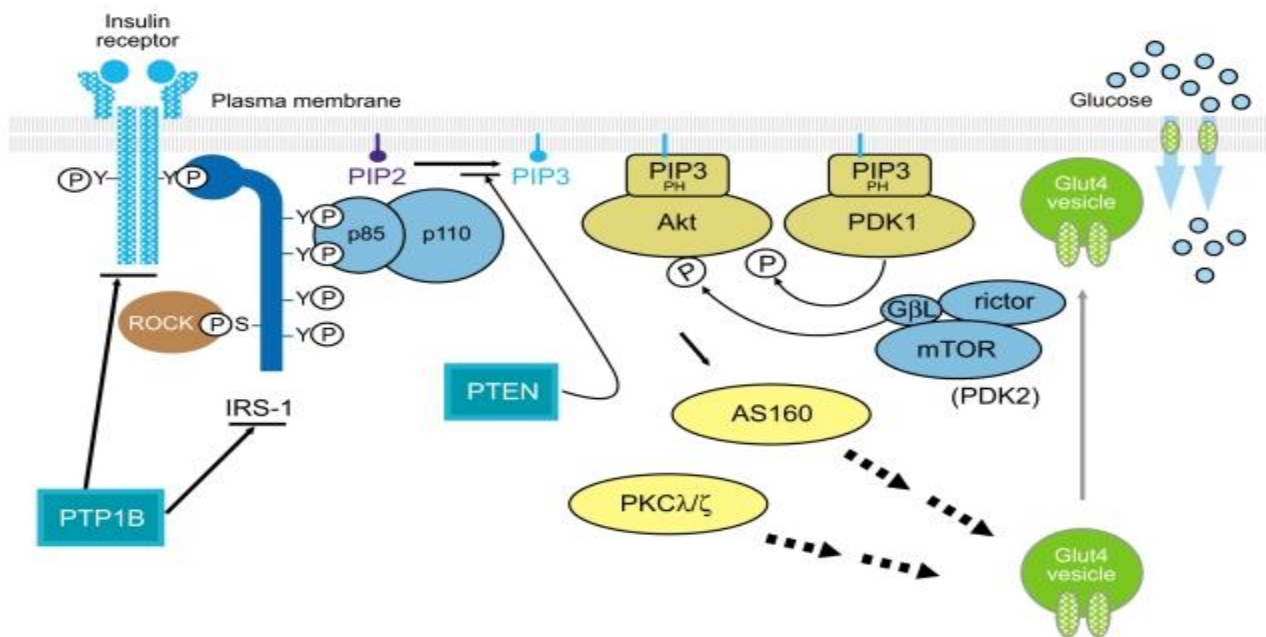 Insulin
receptor
Plasma membrane
Glucose
P Y
Y P
PIP2
PIP3
PIP3
PH
Akt
PIP3
PH
PDK1
Glut4
vesicle
Y P
p85
p110
Y P
Y P
Y P
ROCK
P S
P
P
GβL
rictor
mTOR
(PDK2)
PTEN
IRS-1
AS160
PTP1B
PKCλ/ζ
Glut4
vesicle